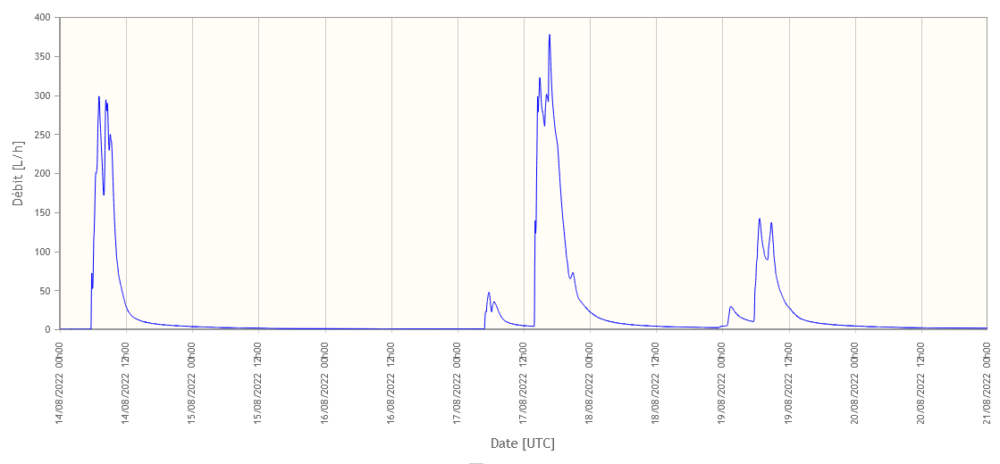 400
350
300
250
200
150
100
50
0
Débit [L/h]
14/08/2022 00h00
14/08/2022 12h00
15/08/2022 00h00
15/08/2022 12h00
16/08/2022 00h00
16/08/2022 12h00
17/08/2022 00h00
17/08/2022 12h00
18/08/2022 00h00
18/08/2022 12h00
19/08/2022 00h00
19/08/2022 12h00
20/08/2022 00h00
20/08/2022 12h00
21/08/2022 00h00
Date [UTC]